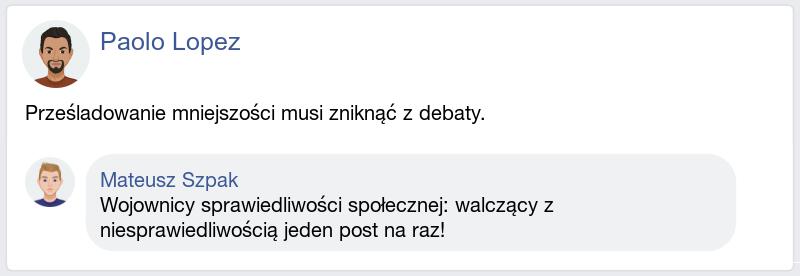 Paolo Lopez
Prześladowanie mniejszości musi zniknąć z debaty.
Mateusz Szpak
Wojownicy sprawiedliwości społecznej: walczący z
niesprawiedliwością jeden post na raz!